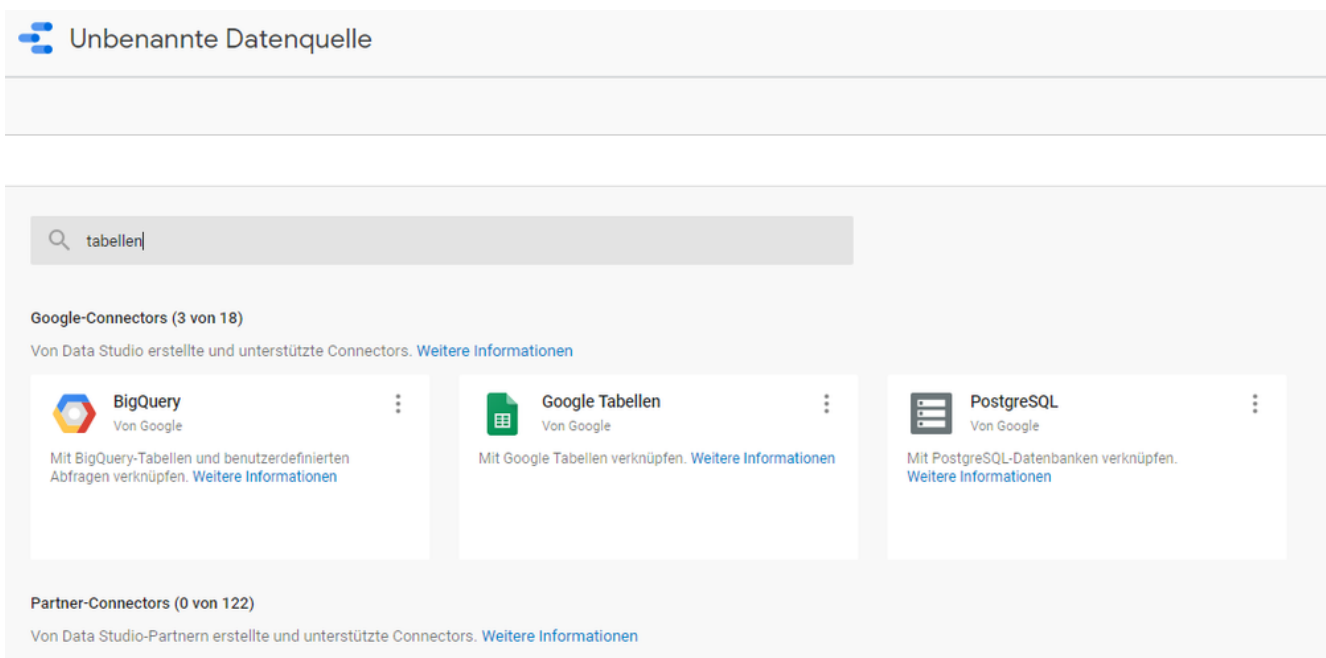 Unbenannte Datenquelle
tabellen
Google-Connectors (3 von 18)
Von Data Studio erstellte und unterstützte Connectors. Weitere Informationen
BigQuery
Von Google
Mit BigQuery-Tabellen und benutzerdefinierten
Abfragen verknüpfen. Weitere Informationen
Google Tabellen
Von Google
Mit Google Tabellen verknüpfen. Weitere Informationen
PostgreSQL
Von Google
Mit PostgreSQL-Datenbanken verknüpfen.
Weitere Informationen
Partner-Connectors (0 von 122)
Von Data Studio-Partnern erstellte und unterstützte Connectors. Weitere Informationen